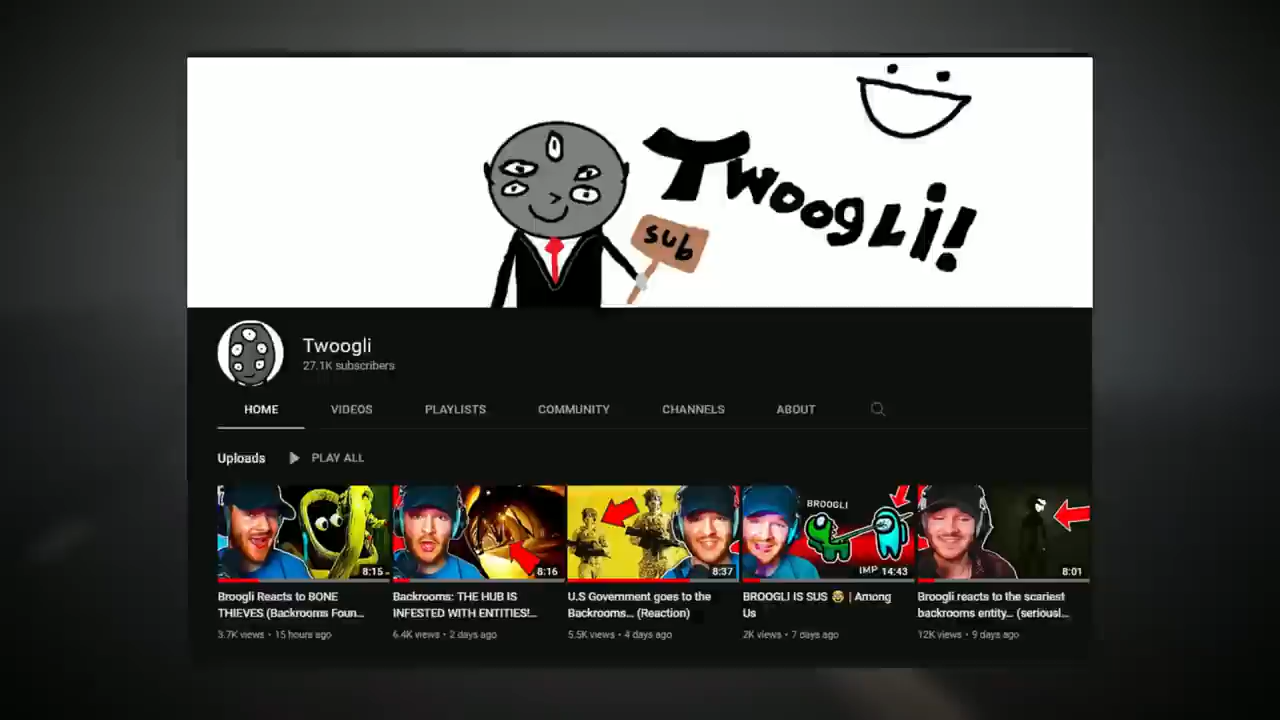 Twoogli!
sub
Twoogli
27.1K subscribers
HOME VIDEOS PLAYLISTS COMMUNITY CHANNELS ABOUT
Uploads PLAY ALL
BROOGLI
IMP
8:15 8:16 8:37 14:43 8:01
Broogli Reacts to BONE
THIEVES (Backrooms Foun...
3.7K views • 15 hours ago
Backrooms: THE HUB IS
INFESTED WITH ENTITIES!...
6.4K views • 2 days ago
U.S Government goes to the
Backrooms... (Reaction)
5.5K views • 4 days ago
BROOGLI IS SUS 🤓 | Among
Us
2K views • 7 days ago
Broogli reacts to the scariest
backrooms entity... (seriousl...
12K views • 9 days ago